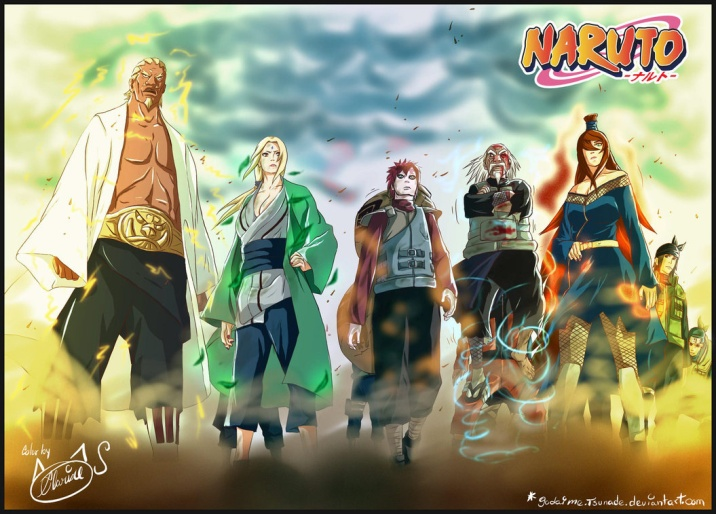 NARUTO
-ナルト-
Color by
S
*godaime-Tsunade.deviantart.com